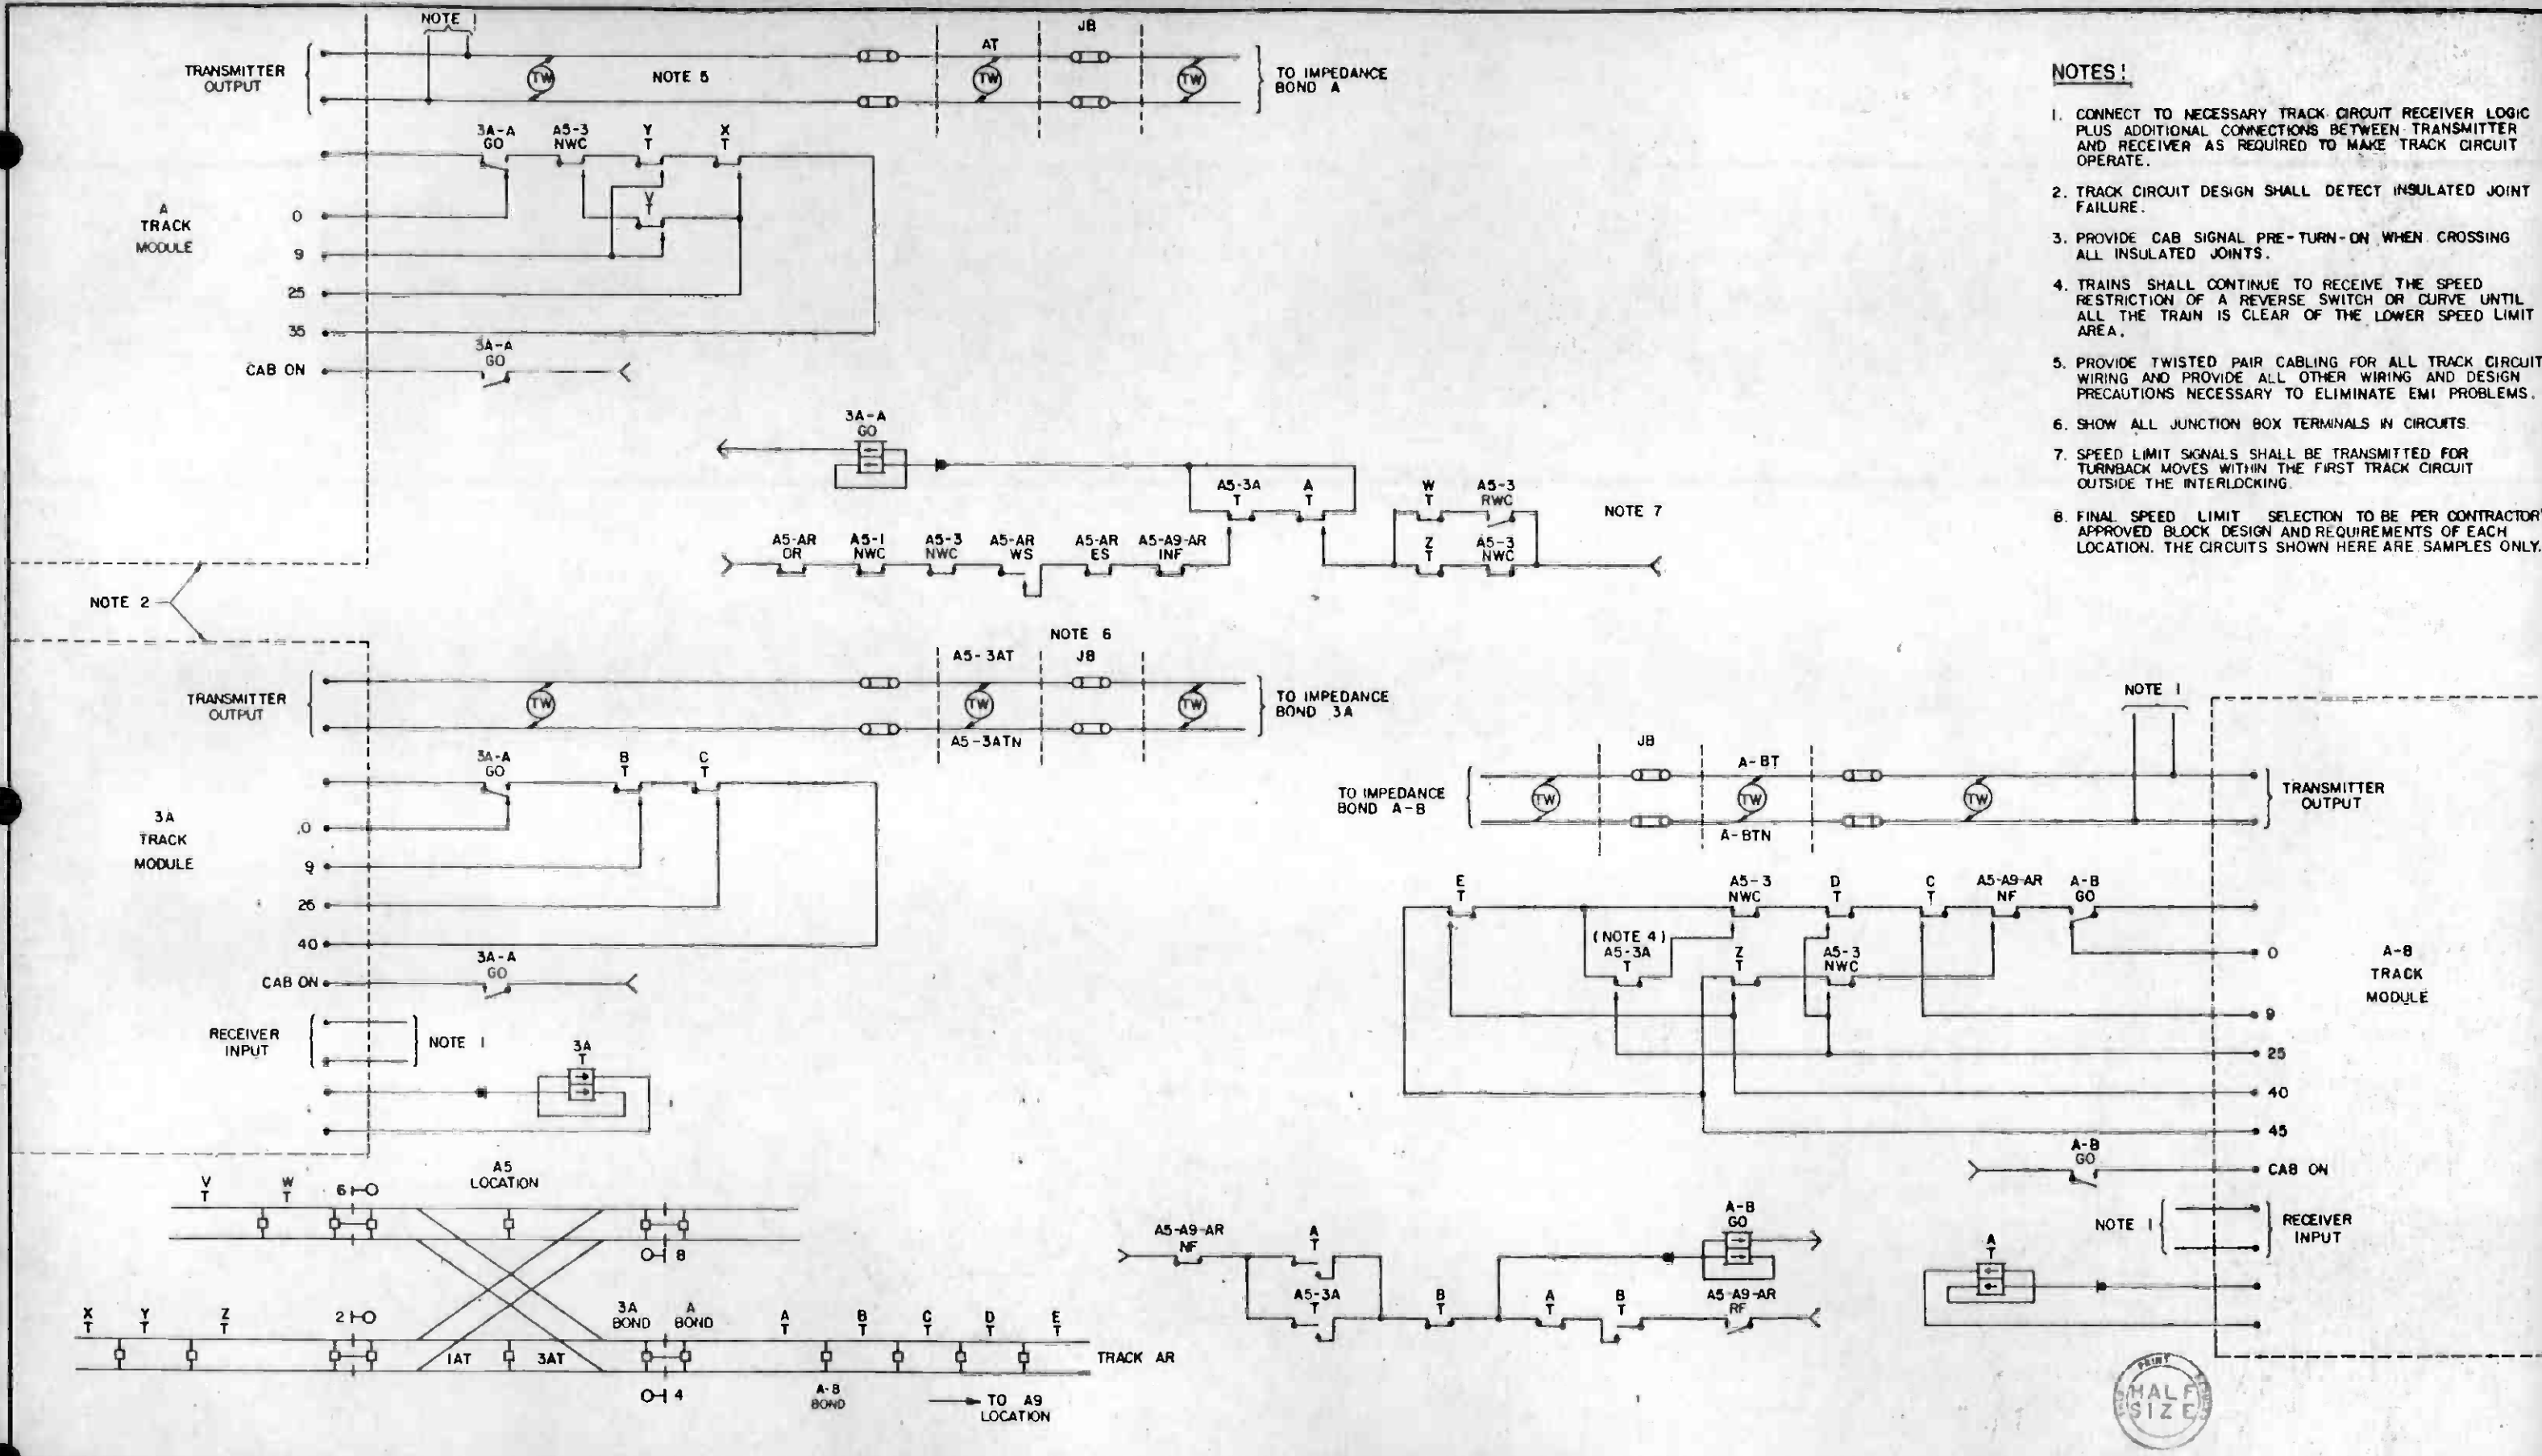 NOTE 1
TRANSMITTER
OUTPUT
TW
NOTE 5
AT
TW
JB
TW
TO IMPEDANCE
BOND A
3A-A
GO
A5-3
NWC
Y
T
X
T
V
T
A
TRACK
MODULE
0
9
25
35
CAB ON
3A-A
GO
3A-A
GO
A5-3A
T
A
T
W
T
A5-3
RWC
NOTE 7
A5-AR
OR
A5-1
NWC
A5-3
NWC
A5-AR
WS
A5-AR
ES
A5-A9-AR
INF
Z
T
A5-3
NWC
NOTE 2
NOTES!
1. CONNECT TO NECESSARY TRACK CIRCUIT RECEIVER LOGIC
PLUS ADDITIONAL CONNECTIONS BETWEEN TRANSMITTER
AND RECEIVER AS REQUIRED TO MAKE TRACK CIRCUIT
OPERATE.
2. TRACK CIRCUIT DESIGN SHALL DETECT INSULATED JOINT
FAILURE.
3. PROVIDE CAB SIGNAL PRE-TURN-ON WHEN CROSSING
ALL INSULATED JOINTS.
4. TRAINS SHALL CONTINUE TO RECEIVE THE SPEED
RESTRICTION OF A REVERSE SWITCH OR CURVE UNTIL
ALL THE TRAIN IS CLEAR OF THE LOWER SPEED LIMIT
AREA.
5. PROVIDE TWISTED PAIR CABLING FOR ALL TRACK CIRCUIT
WIRING AND PROVIDE ALL OTHER WIRING AND DESIGN
PRECAUTIONS NECESSARY TO ELIMINATE EMI PROBLEMS.
6. SHOW ALL JUNCTION BOX TERMINALS IN CIRCUITS.
7. SPEED LIMIT SIGNALS SHALL BE TRANSMITTED FOR
TURNBACK MOVES WITHIN THE FIRST TRACK CIRCUIT
OUTSIDE THE INTERLOCKING.
8. FINAL SPEED LIMIT SELECTION TO BE PER CONTRACTOR'
APPROVED BLOCK DESIGN AND REQUIREMENTS OF EACH
LOCATION. THE CIRCUITS SHOWN HERE ARE SAMPLES ONLY.
TRANSMITTER
OUTPUT
TW
A5-3AT
TW
A5-3ATN
NOTE 6
JB
TW
TO IMPEDANCE
BOND 3A
3A-A
GO
B
T
C
T
3A
TRACK
MODULE
0
9
25
40
CAB ON
3A-A
GO
RECEIVER
INPUT
NOTE 1
3A
T
TO IMPEDANCE
BOND A-B
TW
JB
A-BT
TW
A-BTN
TW
NOTE 1
TRANSMITTER
OUTPUT
E
T
A5-3
NWC
D
T
C
T
A5-A9-AR
NF
A-B
GO
(NOTE 4)
A5-3A
T
Z
T
A5-3
NWC
0
9
25
40
45
A-B
TRACK
MODULE
A-B
GO
CAB ON
NOTE 1
RECEIVER
INPUT
A
T
A5-A9-AR
NF
A
T
A5-3A
T
B
T
A
T
B
T
A-B
GO
A5-A9-AR
RF
V
T
W
T
6
A5
LOCATION
8
X
T
Y
T
Z
T
2
3A
BOND
A
BOND
A
T
B
T
C
T
D
T
E
T
1AT
3AT
TRACK AR
4
A-B
BOND
TO A9
LOCATION
PRINT
HALF
SIZE